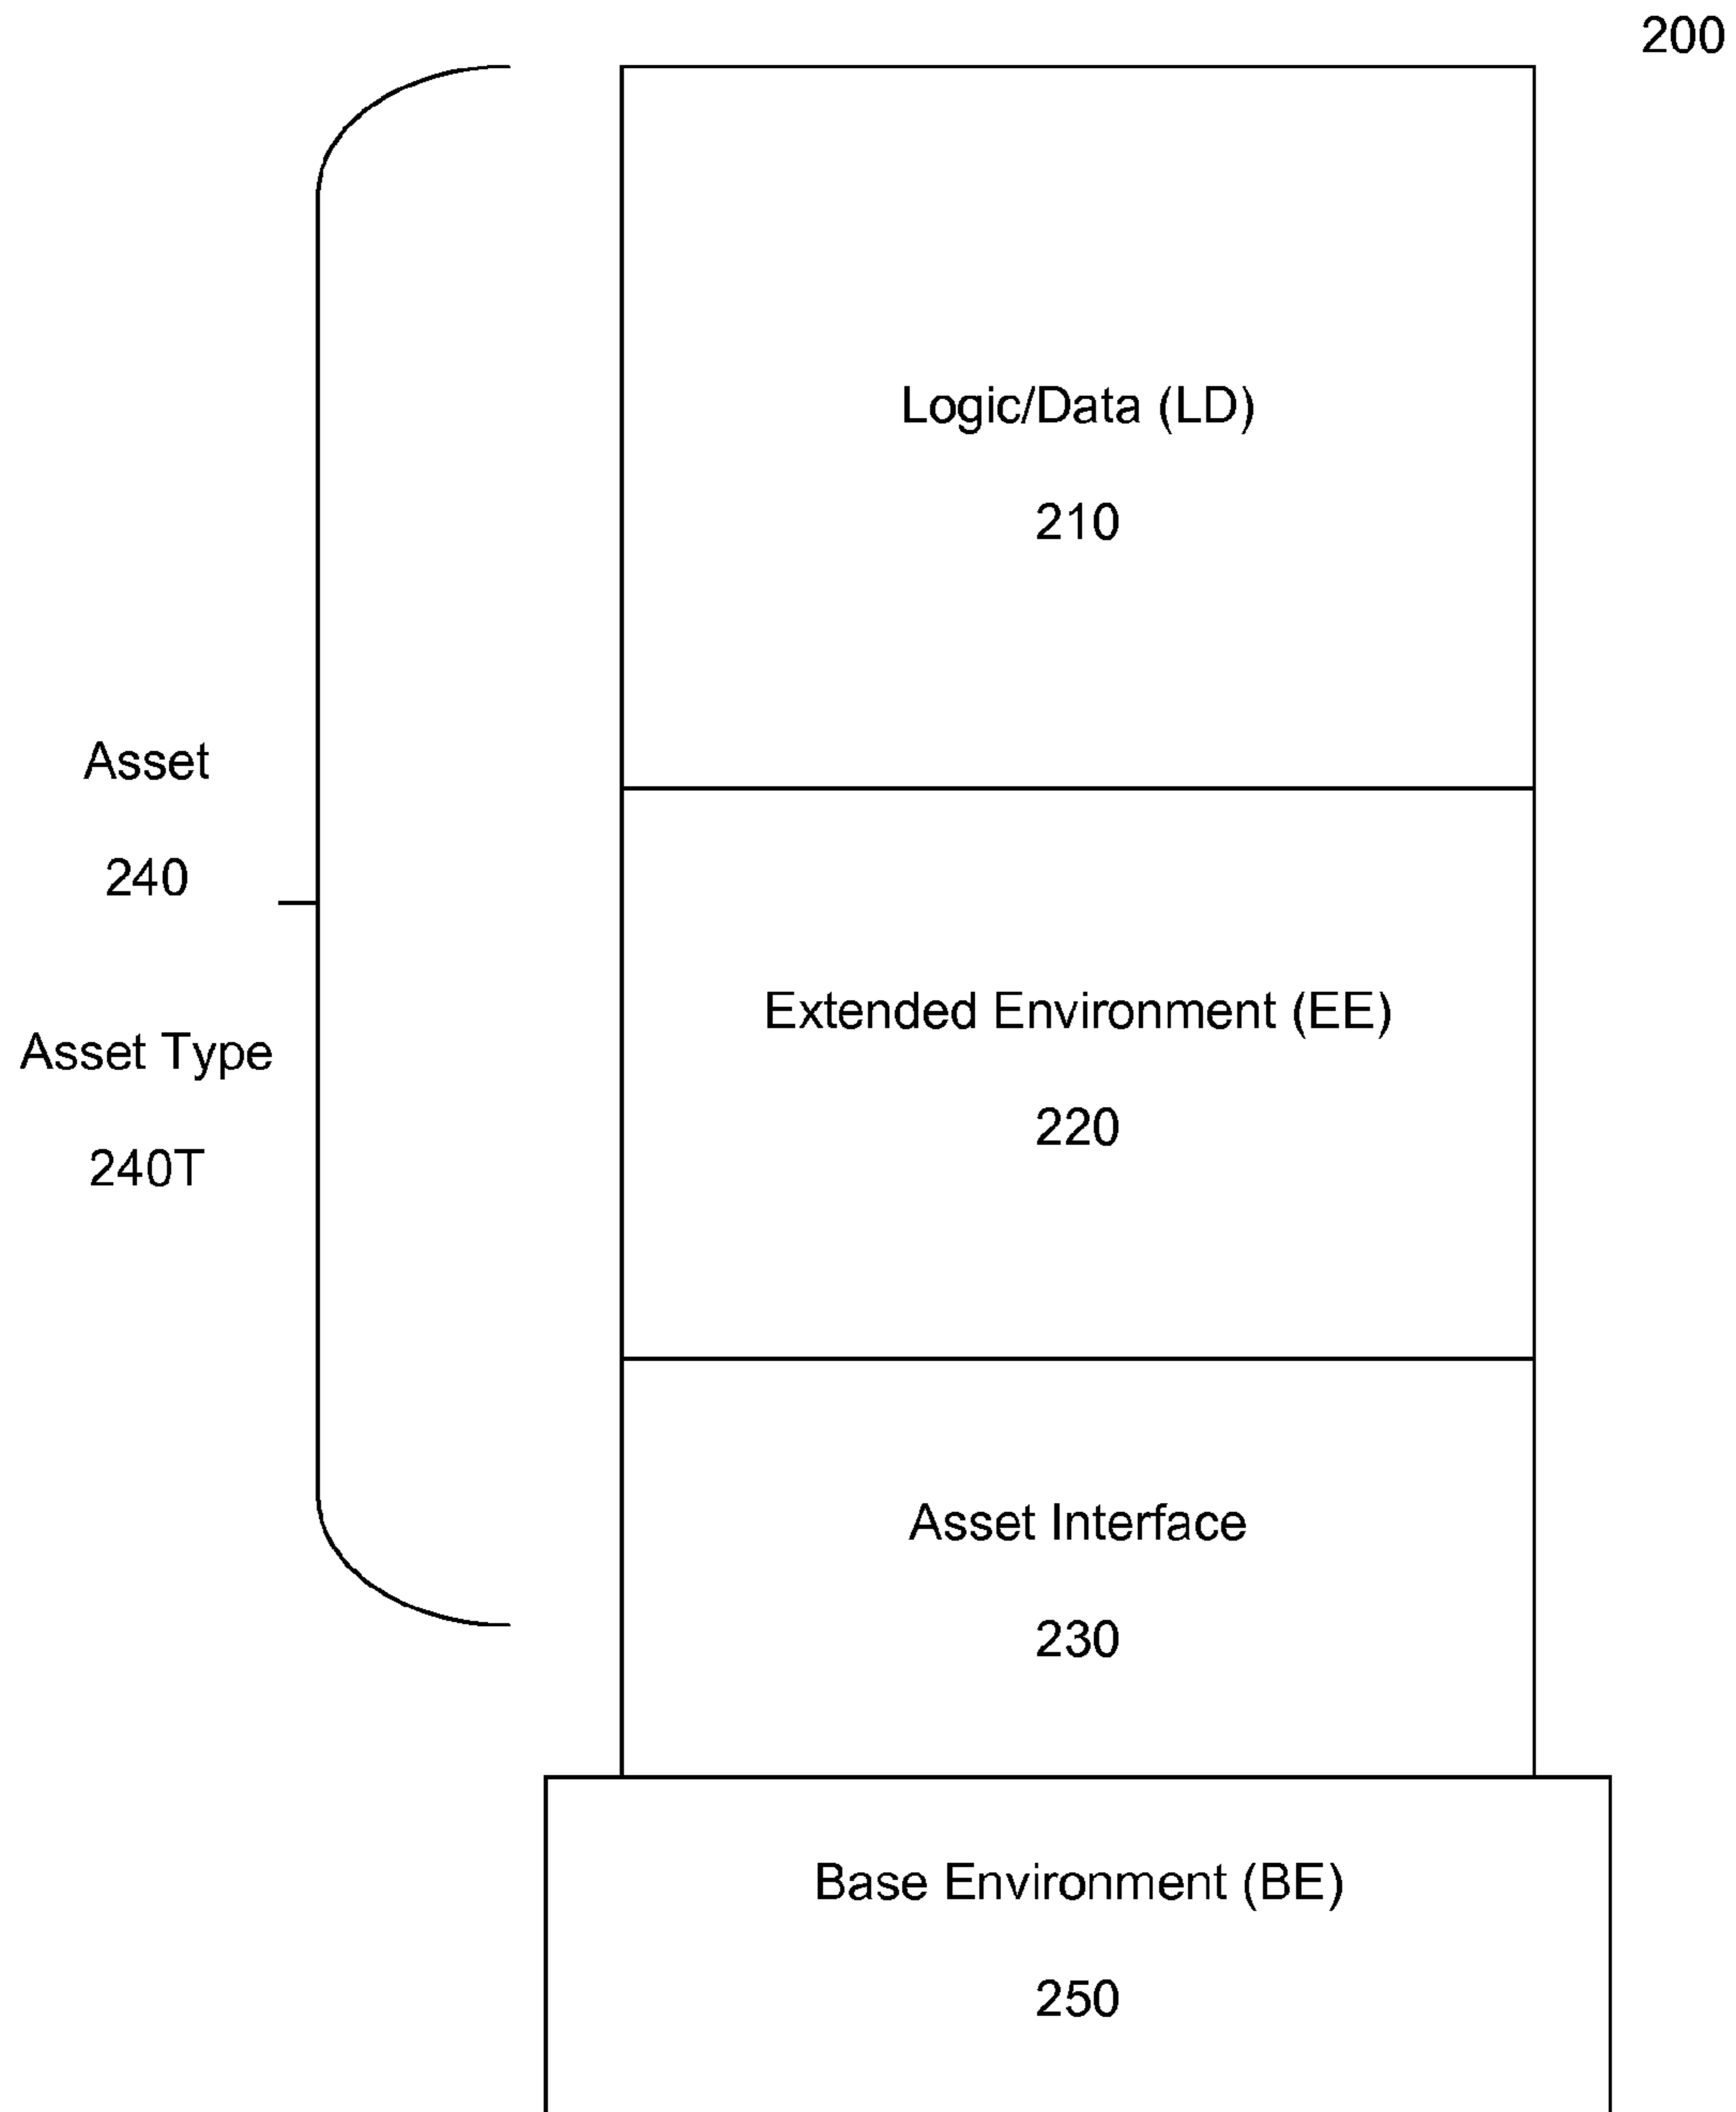 200
Logic/Data (LD)
210
Asset
240
Extended Environment (EE)
Asset Type
220
240T
Asset Interface
230
Base Environment (BE)
250